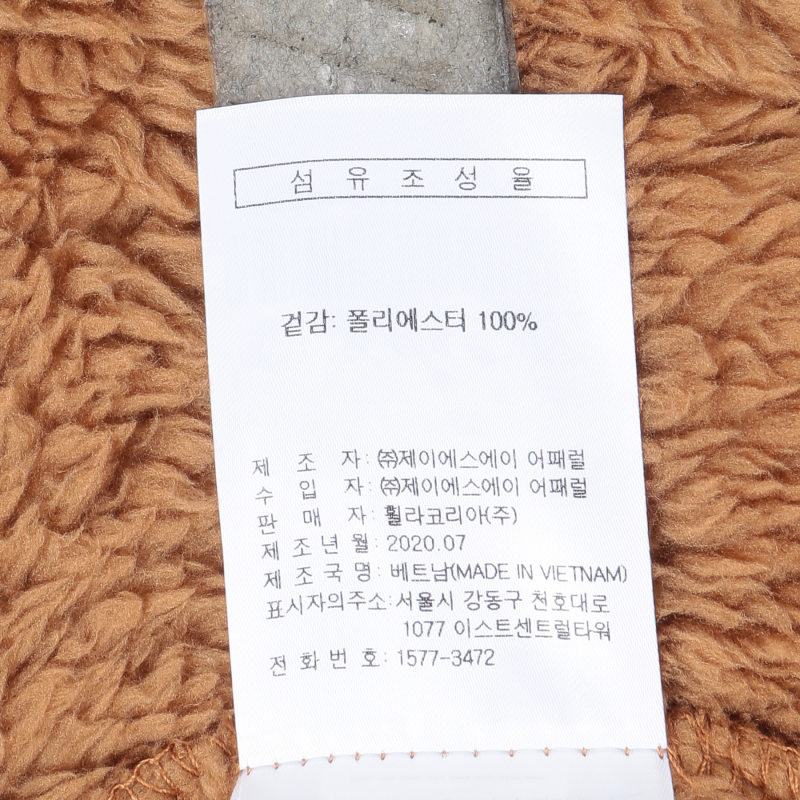 섬 유 조 성 율
겉감: 폴리에스터 100%
제 조 자: ㈜제이에스에이 어패럴
수 입 자: ㈜제이에스에이 어패럴
판 매 자: 휠라코리아(주)
제 조 년 월: 2020.07
제 조 국 명: 베트남(MADE IN VIETNAM)
표시자의주소:서울시 강동구 천호대로
1077 이스트센트럴타워
전 화 번 호: 1577-3472